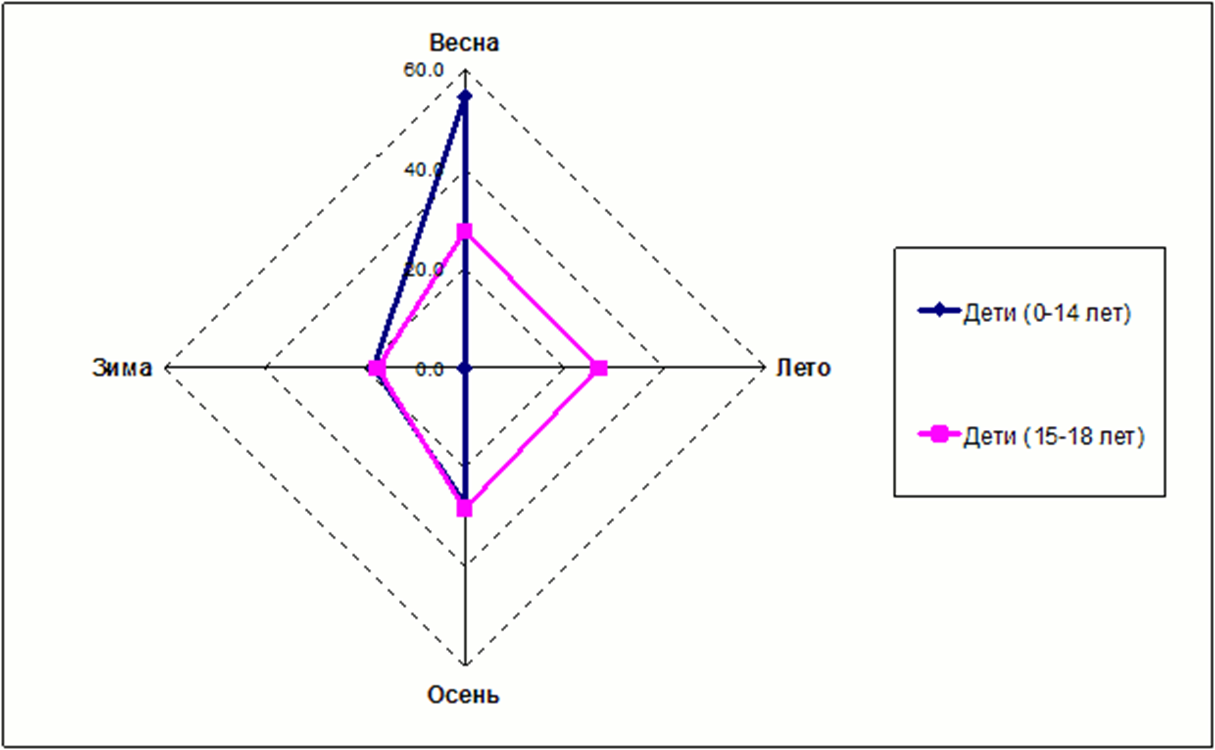 Весна
60.0
40.0
20.0
Зима
0.0
Лето
Осень
Дети (0-14 лет)
Дети (15-18 лет)